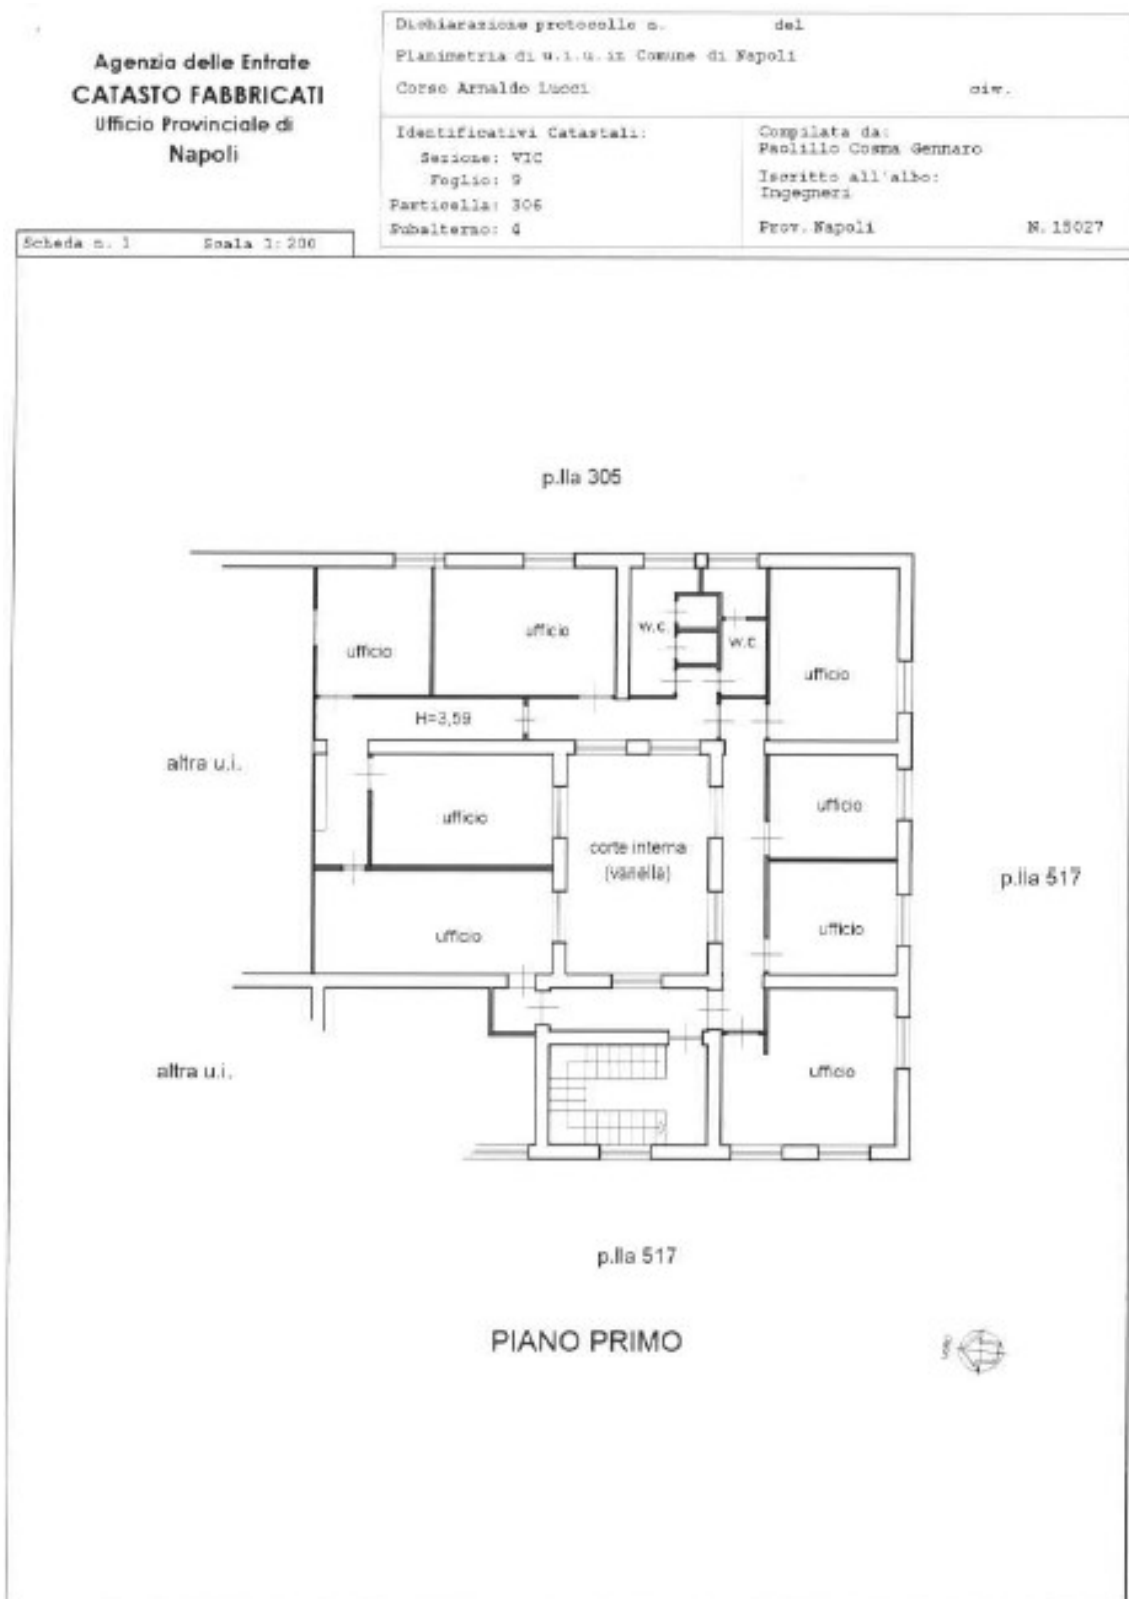 Agenzia delle Entrate
CATASTO FABBRICATI
Ufficio Provinciale di
Napoli
Dichiarazione protocollo n. del
Planimetria di u.i.u. in Comune di Napoli
Corso Arnaldo Lucci civ.
Identificativi Catastali:
Sezione: VIC
Foglio: 9
Particella: 306
Subalterno: 4
Compilata da:
Paolillo Cosma Gennaro
Iscritto all'albo:
Ingegneri
Prov. Napoli N. 15027
Scheda n. 1 Scala 1:200
p.lla 305
ufficio
ufficio
w.c.
w.c
ufficio
H=3,59
altra u.i.
ufficio
corte interna
(vanella)
ufficio
p.lla 517
ufficio
ufficio
altra u.i.
ufficio
p.lla 517
PIANO PRIMO